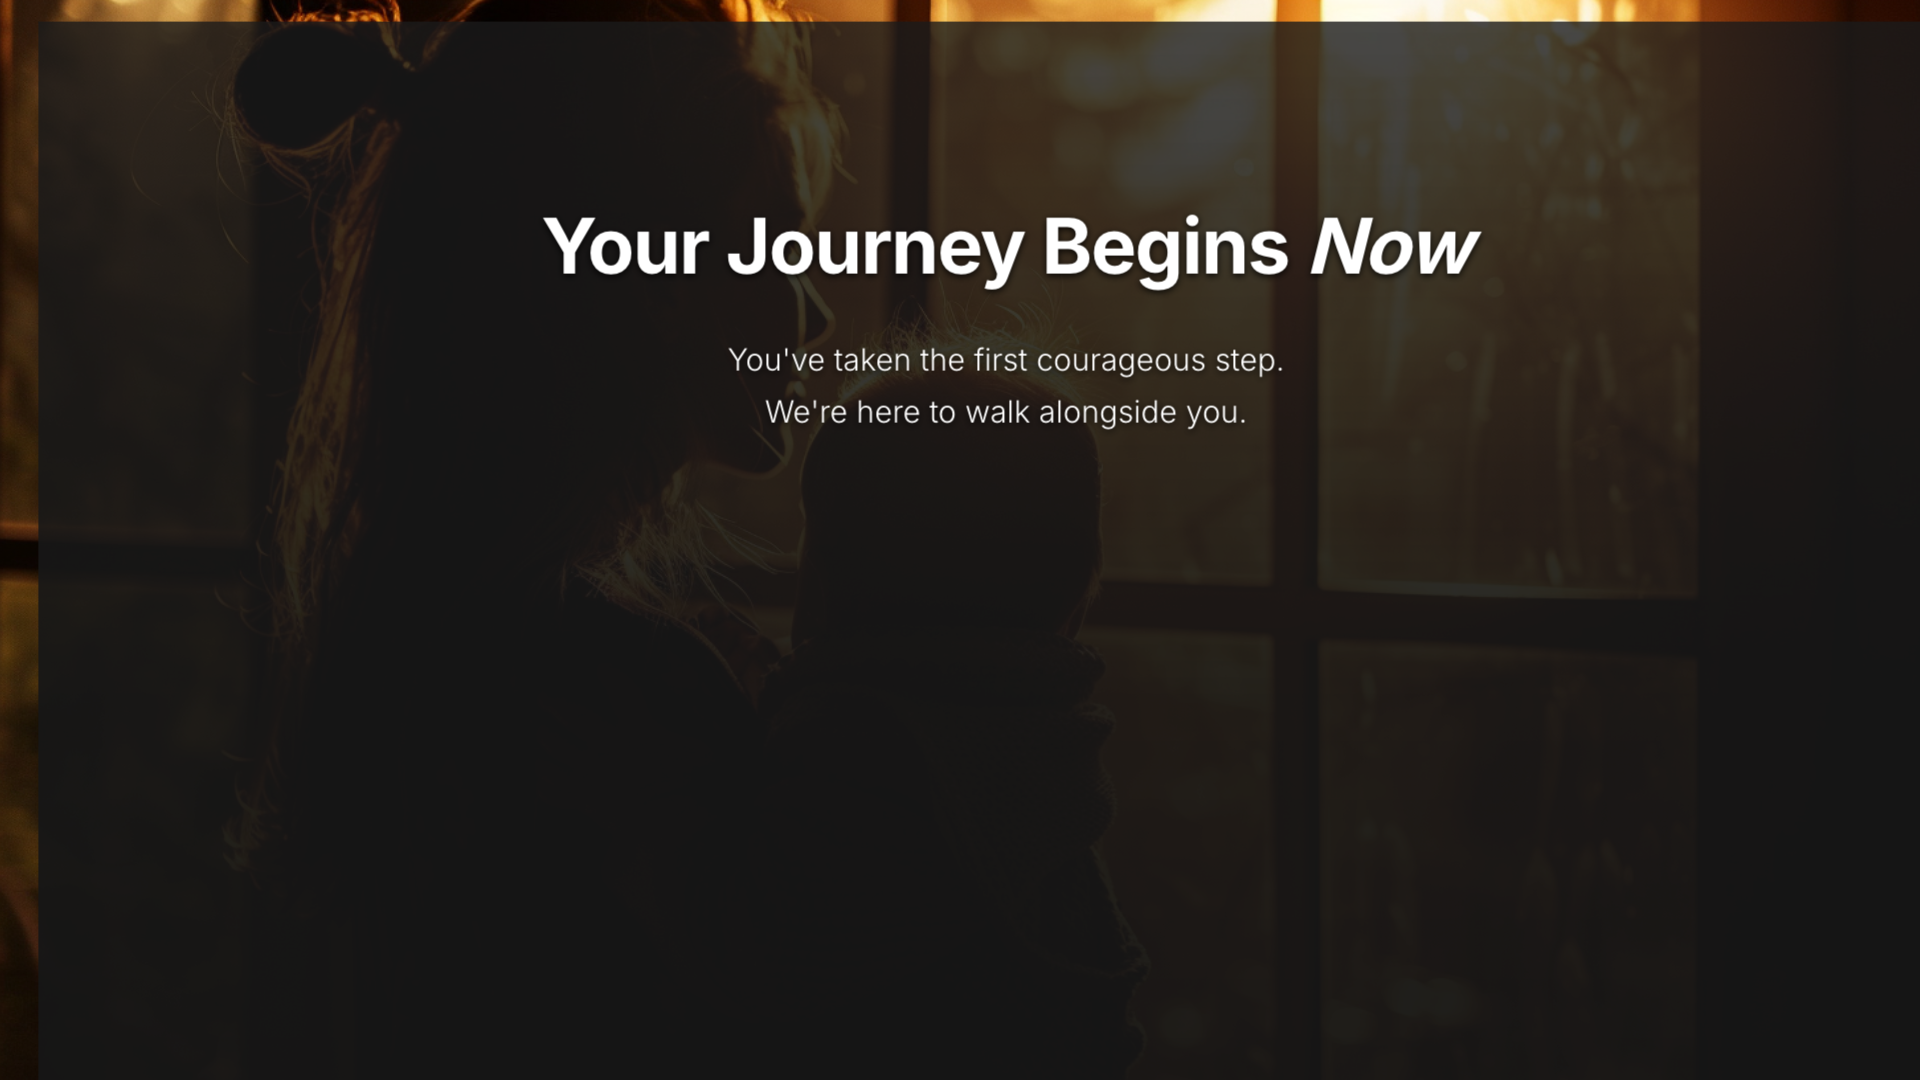 Your Journey Begins Now
You've taken the first courageous step.
We're here to walk alongside you.